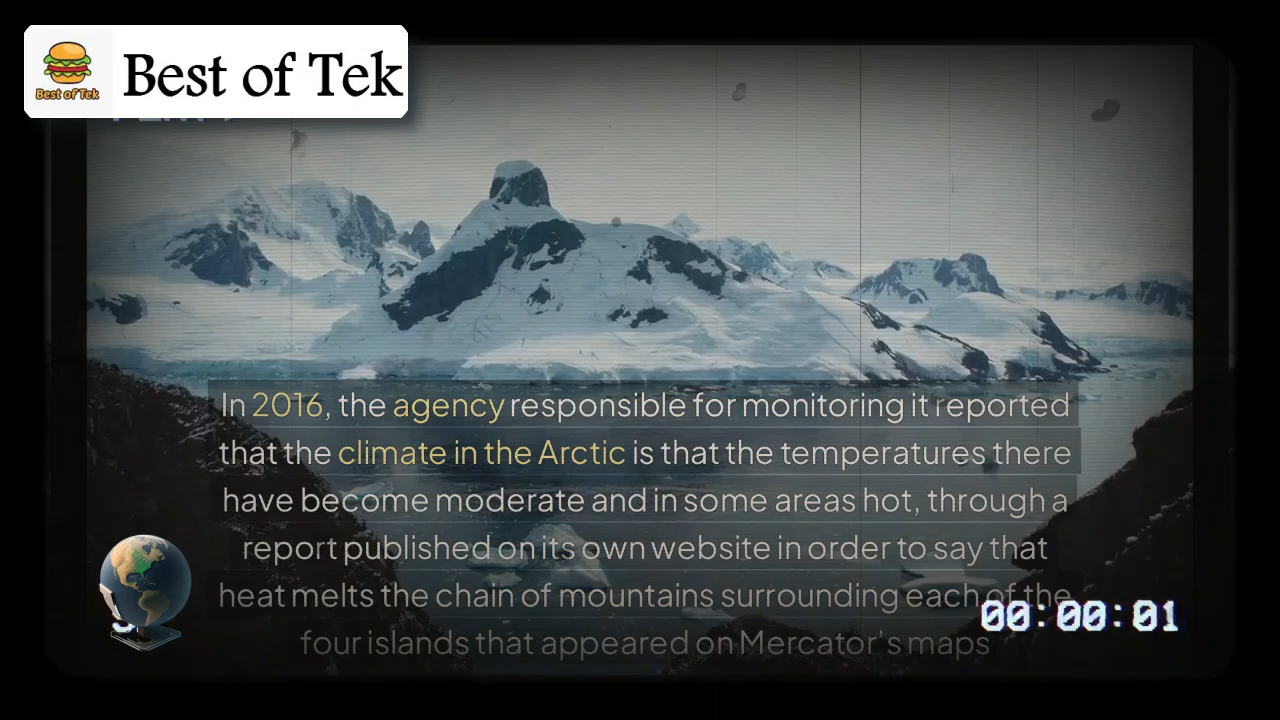 Best of Tek
Best of Tek
In 2016, the agency responsible for monitoring it reported
that the climate in the Arctic is that the temperatures there
have become moderate and in some areas hot, through a
report published on its own website in order to say that
heat melts the chain of mountains surrounding each of the
four islands that appeared on Mercator's maps
00:00:01